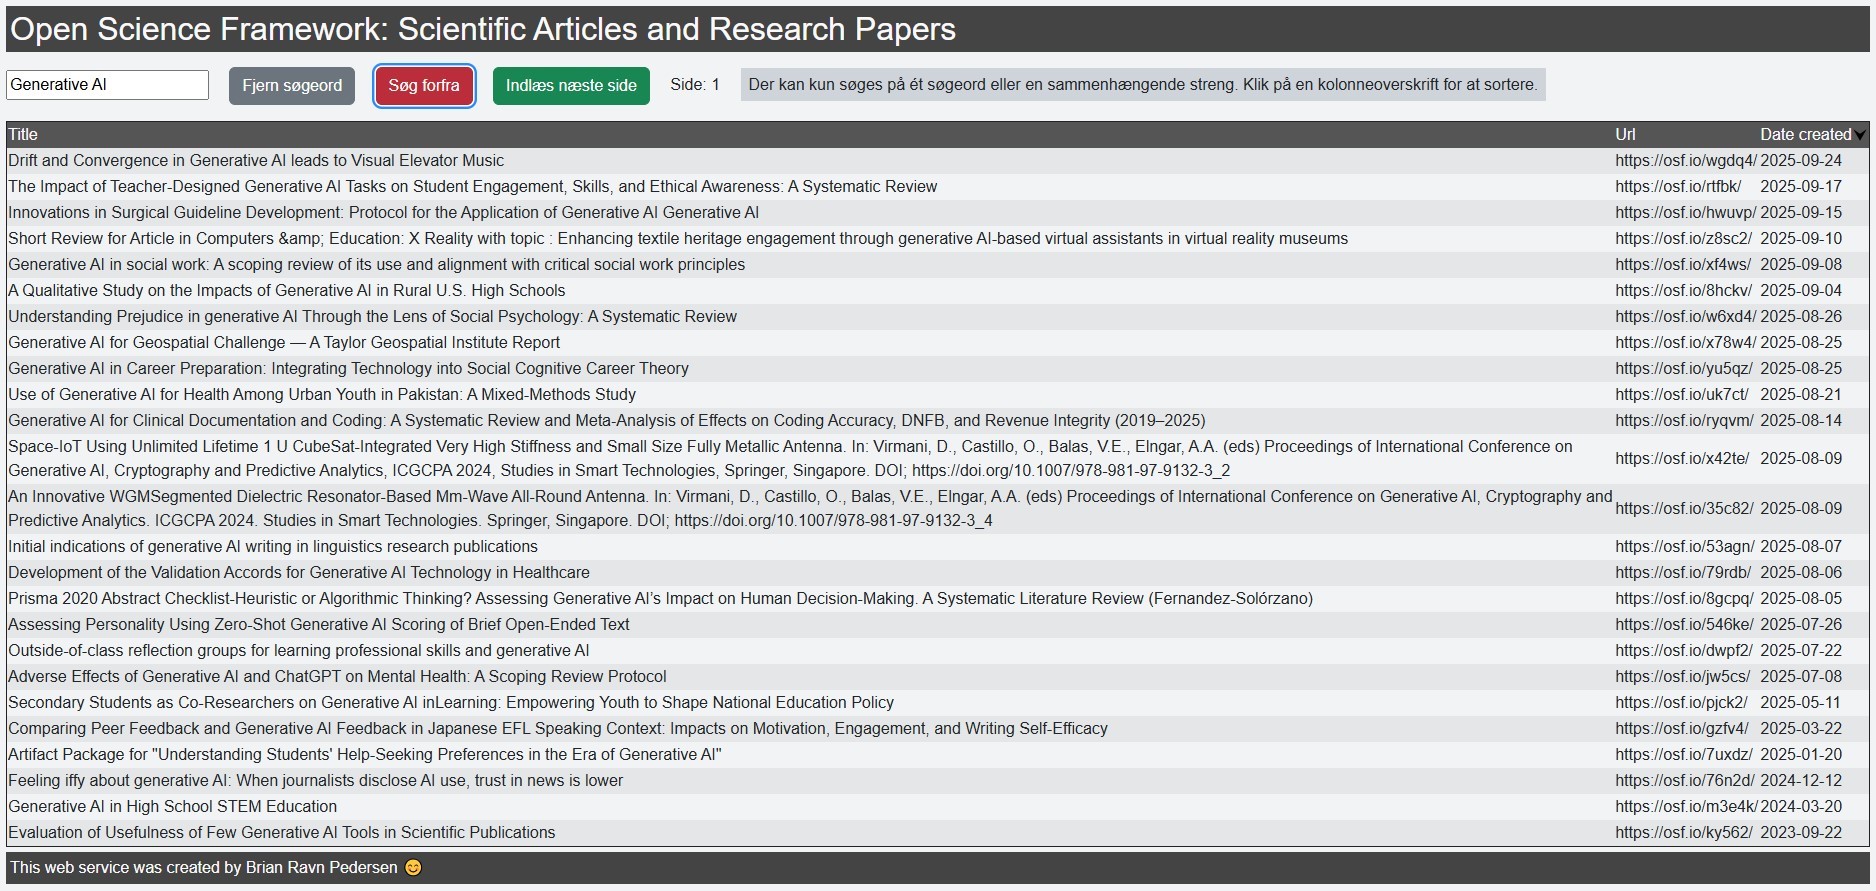 Open Science Framework: Scientific Articles and Research Papers
Generative AI Fjern søgeord Søg forfra Indlæs næste side Side: 1 Der kan kun søges på ét søgeord eller en sammenhængende streng. Klik på en kolonneoverskrift for at sortere.
Title Url Date created
Drift and Convergence in Generative AI leads to Visual Elevator Music https://osf.io/wgdq4/ 2025-09-24
The Impact of Teacher-Designed Generative AI Tasks on Student Engagement, Skills, and Ethical Awareness: A Systematic Review https://osf.io/rtfbk/ 2025-09-17
Innovations in Surgical Guideline Development: Protocol for the Application of Generative AI Generative AI https://osf.io/hwuvp/ 2025-09-15
Short Review for Article in Computers &amp; Education: X Reality with topic : Enhancing textile heritage engagement through generative AI-based virtual assistants in virtual reality museums https://osf.io/z8sc2/ 2025-09-10
Generative AI in social work: A scoping review of its use and alignment with critical social work principles https://osf.io/xf4ws/ 2025-09-08
A Qualitative Study on the Impacts of Generative AI in Rural U.S. High Schools https://osf.io/8hckv/ 2025-09-04
Understanding Prejudice in generative AI Through the Lens of Social Psychology: A Systematic Review https://osf.io/w6xd4/ 2025-08-26
Generative AI for Geospatial Challenge — A Taylor Geospatial Institute Report https://osf.io/x78w4/ 2025-08-25
Generative AI in Career Preparation: Integrating Technology into Social Cognitive Career Theory https://osf.io/yu5qz/ 2025-08-25
Use of Generative AI for Health Among Urban Youth in Pakistan: A Mixed-Methods Study https://osf.io/uk7ct/ 2025-08-21
Generative AI for Clinical Documentation and Coding: A Systematic Review and Meta-Analysis of Effects on Coding Accuracy, DNFB, and Revenue Integrity (2019–2025) https://osf.io/ryqvm/ 2025-08-14
Space-IoT Using Unlimited Lifetime 1 U CubeSat-Integrated Very High Stiffness and Small Size Fully Metallic Antenna. In: Virmani, D., Castillo, O., Balas, V.E., Elngar, A.A. (eds) Proceedings of International Conference on
Generative AI, Cryptography and Predictive Analytics, ICGCPA 2024, Studies in Smart Technologies, Springer, Singapore. DOI; https://doi.org/10.1007/978-981-97-9132-3_2 https://osf.io/x42te/ 2025-08-09
An Innovative WGMSegmented Dielectric Resonator-Based Mm-Wave All-Round Antenna. In: Virmani, D., Castillo, O., Balas, V.E., Elngar, A.A. (eds) Proceedings of International Conference on Generative AI, Cryptography and
Predictive Analytics. ICGCPA 2024. Studies in Smart Technologies. Springer, Singapore. DOI; https://doi.org/10.1007/978-981-97-9132-3_4 https://osf.io/35c82/ 2025-08-09
Initial indications of generative AI writing in linguistics research publications https://osf.io/53agn/ 2025-08-07
Development of the Validation Accords for Generative AI Technology in Healthcare https://osf.io/79rdb/ 2025-08-06
Prisma 2020 Abstract Checklist-Heuristic or Algorithmic Thinking? Assessing Generative AI’s Impact on Human Decision-Making. A Systematic Literature Review (Fernandez-Solórzano) https://osf.io/8gcpq/ 2025-08-05
Assessing Personality Using Zero-Shot Generative AI Scoring of Brief Open-Ended Text https://osf.io/546ke/ 2025-07-26
Outside-of-class reflection groups for learning professional skills and generative AI https://osf.io/dwpf2/ 2025-07-22
Adverse Effects of Generative AI and ChatGPT on Mental Health: A Scoping Review Protocol https://osf.io/jw5cs/ 2025-07-08
Secondary Students as Co-Researchers on Generative AI inLearning: Empowering Youth to Shape National Education Policy https://osf.io/pjck2/ 2025-05-11
Comparing Peer Feedback and Generative AI Feedback in Japanese EFL Speaking Context: Impacts on Motivation, Engagement, and Writing Self-Efficacy https://osf.io/gzfv4/ 2025-03-22
Artifact Package for "Understanding Students' Help-Seeking Preferences in the Era of Generative AI" https://osf.io/7uxdz/ 2025-01-20
Feeling iffy about generative AI: When journalists disclose AI use, trust in news is lower https://osf.io/76n2d/ 2024-12-12
Generative AI in High School STEM Education https://osf.io/m3e4k/ 2024-03-20
Evaluation of Usefulness of Few Generative AI Tools in Scientific Publications https://osf.io/ky562/ 2023-09-22
This web service was created by Brian Ravn Pedersen 😊